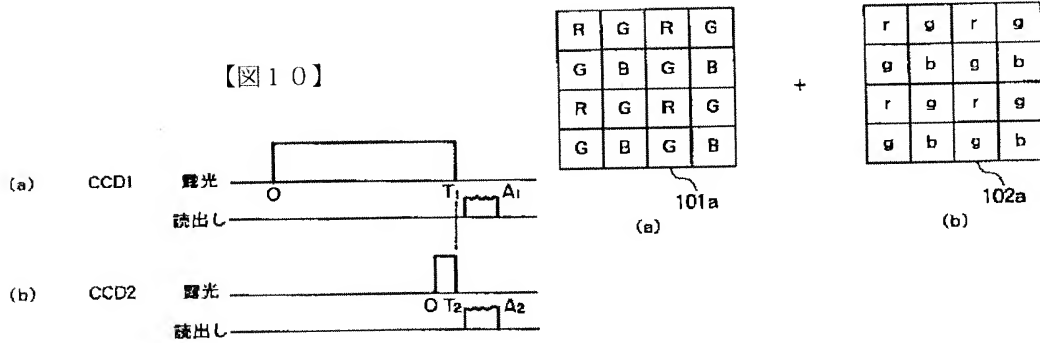 【図10】
(a) CCD1 露光
O T1 A1
読出し
(b) CCD2 露光
O T2 A2
読出し
R G R G
G B G B
R G R G
G B G B
101a
(a)
+
r g r g
g b g b
r g r g
g b g b
102a
(b)